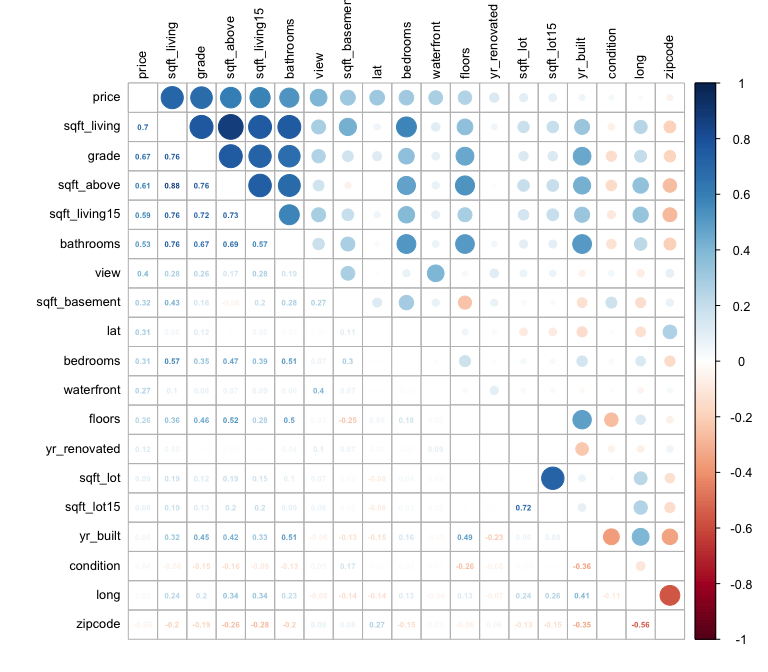 price sqft_living grade sqft_above sqft_living15 bathrooms view sqft_basemen lat bedrooms waterfront floors yr_renovated sqft_lot sqft_lot15 yr_built condition long zipcode
price
sqft_living 0.7
grade 0.67 0.76
sqft_above 0.61 0.88 0.76
sqft_living15 0.59 0.76 0.72 0.73
bathrooms 0.53 0.76 0.67 0.69 0.57
view 0.4 0.28 0.26 0.17 0.28 0.19
sqft_basement 0.32 0.43 0.16 0.2 0.28 0.27
lat 0.31 0.11
bedrooms 0.31 0.57 0.35 0.47 0.39 0.51 0.3
waterfront 0.27 0.1 0.4
floors 0.26 0.36 0.46 0.52 0.28 0.5 -0.25 0.18
yr_renovated 0.12 0.1 0.09
sqft_lot 0.19 0.12 0.19 0.15 0.1
sqft_lot15 0.19 0.13 0.2 0.2 0.72
yr_built 0.32 0.45 0.42 0.33 0.51 -0.13 -0.15 0.16 0.49 -0.23
condition -0.15 -0.16 -0.13 0.17 -0.26 -0.36
long 0.24 0.2 0.34 0.34 0.23 -0.14 -0.14 0.13 0.13 0.24 0.26 0.41 -0.11
zipcode -0.2 -0.19 -0.26 -0.28 -0.2 0.27 -0.15 -0.13 -0.15 -0.35 -0.56
1
0.8
0.6
0.4
0.2
0
-0.2
-0.4
-0.6
-0.8
-1